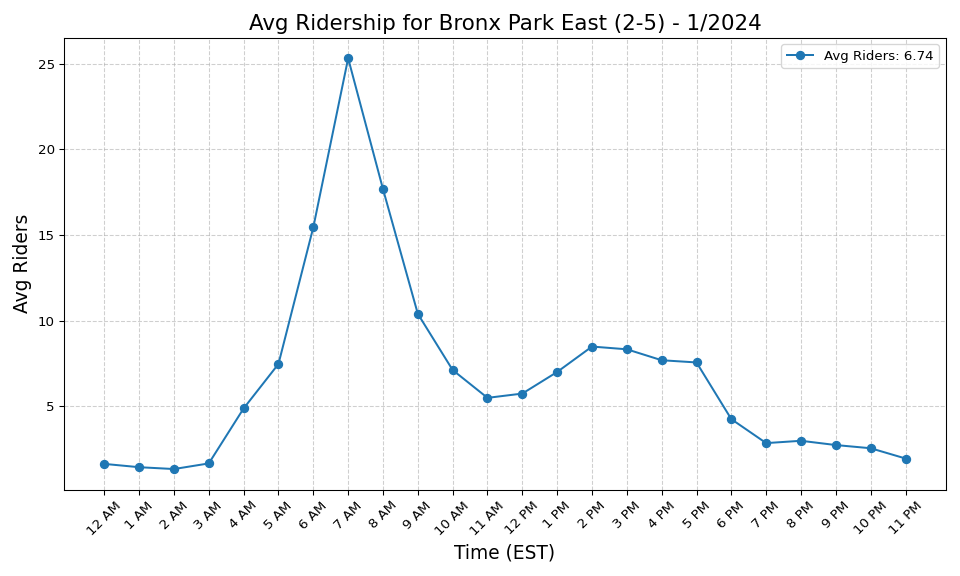 Avg Ridership for Bronx Park East (2-5) - 1/2024
Avg Riders: 6.74
25
20
15
10
5
Avg Riders
12 AM
1 AM
2 AM
3 AM
4 AM
5 AM
6 AM
7 AM
8 AM
9 AM
10 AM
11 AM
12 PM
1 PM
2 PM
3 PM
4 PM
5 PM
6 PM
7 PM
8 PM
9 PM
10 PM
11 PM
Time (EST)